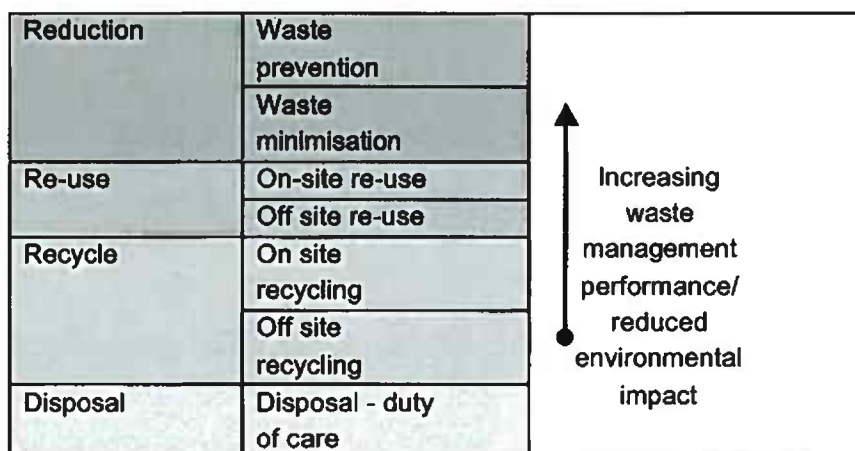 Reduction
Waste
prevention
Waste
minimisation
Re-use
On-site re-use
Off site re-use
Recycle
On site
recycling
Off site
recycling
Disposal
Disposal - duty
of care
Increasing
waste
management
performance/
reduced
environmental
impact